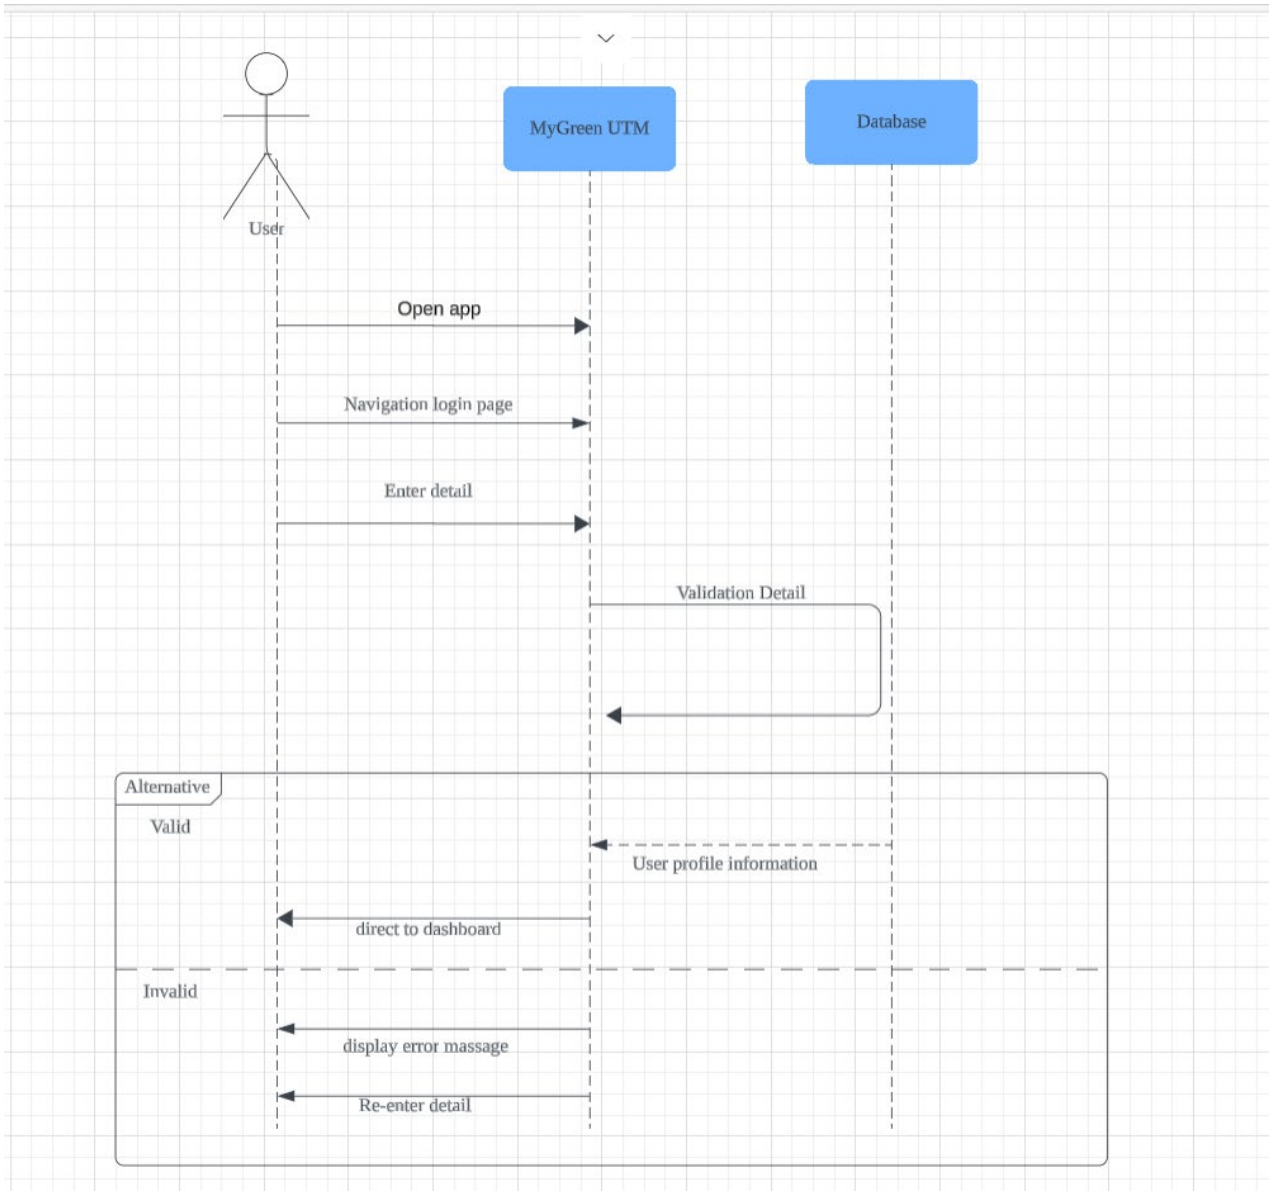 MyGreen UTM
Database
User
Open app
Navigation login page
Enter detail
Validation Detail
Alternative
Valid
User profile information
direct to dashboard
Invalid
display error massage
Re-enter detail